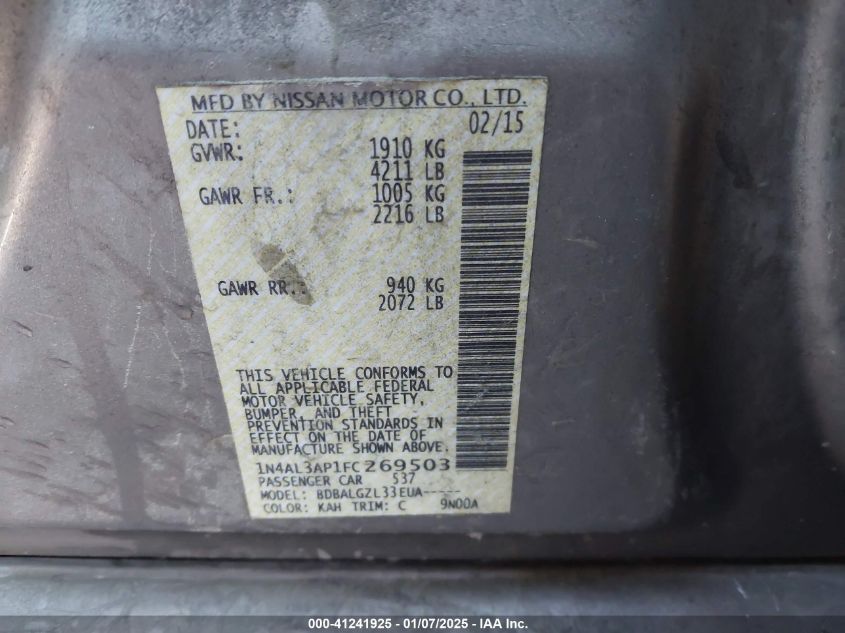 MFD BY NISSAN MOTOR CO., LTD.
DATE: 02/15
GVWR: 1910 KG
4211 LB
GAWR FR.: 1005 KG
2216 LB
GAWR RR.: 940 KG
2072 LB
THIS VEHICLE CONFORMS TO
ALL APPLICABLE FEDERAL
MOTOR VEHICLE SAFETY,
BUMPER, AND THEFT
PREVENTION STANDARDS IN
EFFECT ON THE DATE OF
MANUFACTURE SHOWN ABOVE.
1N4AL3AP1FC269503
PASSENGER CAR 537
MODEL: BDBALGZL33EUA-----
COLOR: KAH TRIM: C 9N00A
000-41241925 - 01/07/2025 - IAA Inc.